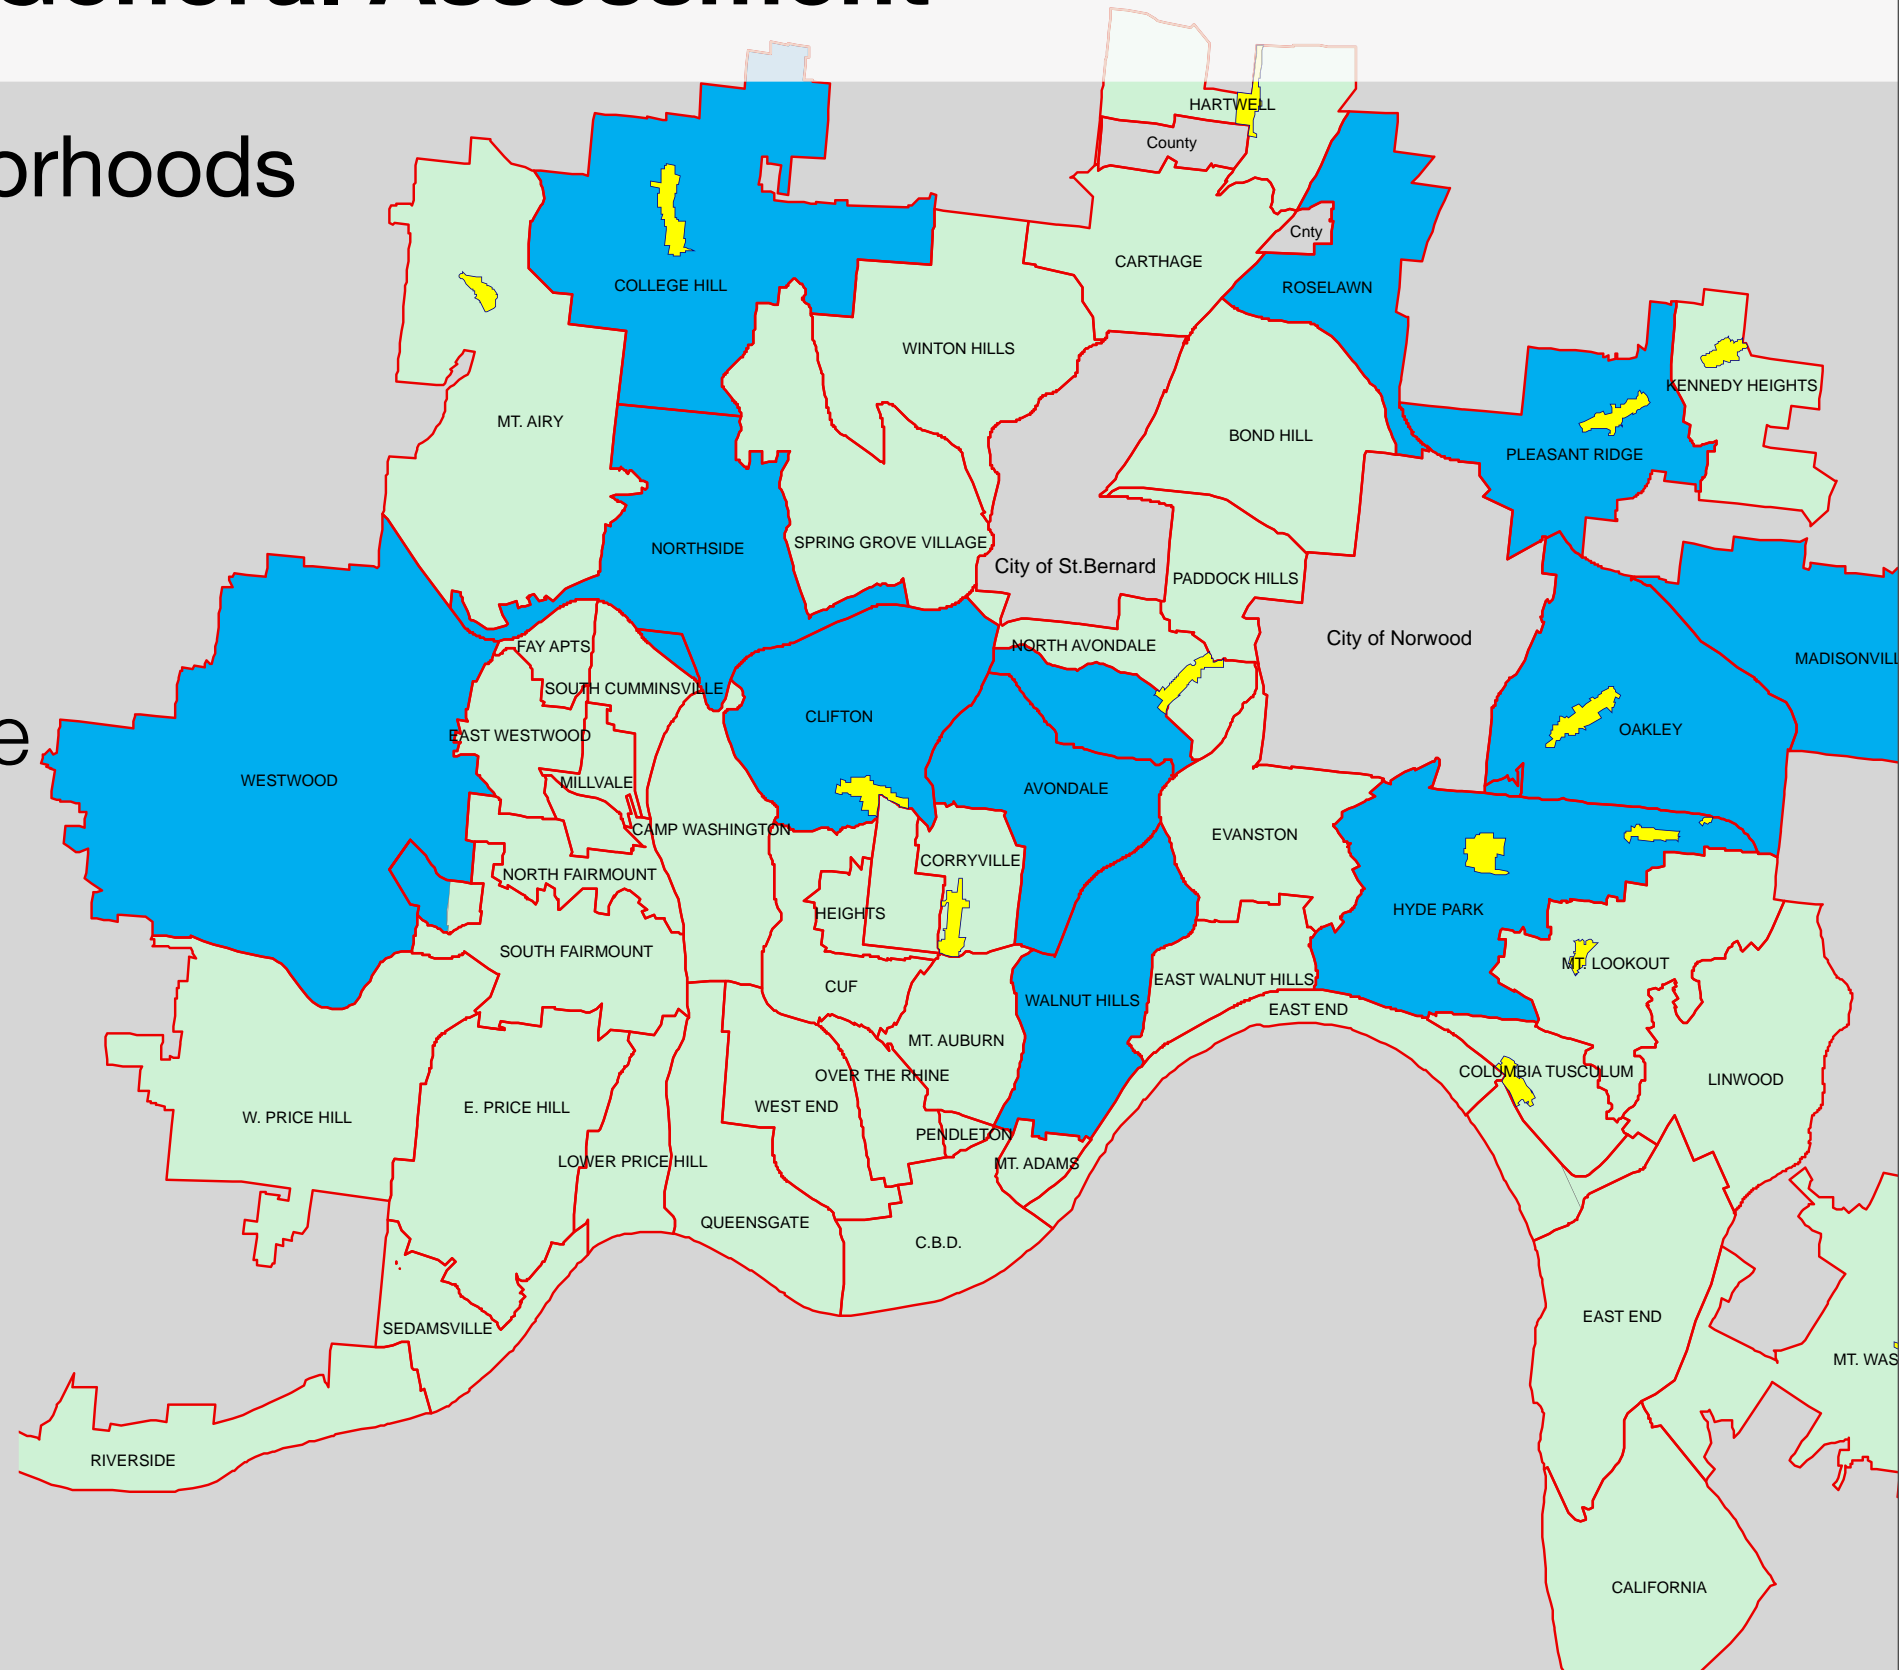 General Assessment
HARTWELL
County
orhoods
Cnty
CARTHAGE
COLLEGE HILL
ROSELAWN
WINTON HILLS
KENNEDY HEIGHTS
MT. AIRY
BOND HILL
PLEASANT RIDGE
NORTHSIDE
SPRING GROVE VILLAGE
City of St.Bernard
PADDOCK HILLS
City of Norwood
FAY APTS
NORTH AVONDALE
MADISONVILL
SOUTH CUMMINSVILLE
CLIFTON
OAKLEY
e
EAST WESTWOOD
WESTWOOD
MILLVALE
AVONDALE
CAMP WASHINGTON
EVANSTON
CORRYVILLE
NORTH FAIRMOUNT
HEIGHTS
HYDE PARK
SOUTH FAIRMOUNT
MT. LOOKOUT
EAST WALNUT HILLS
CUF
WALNUT HILLS
EAST END
MT. AUBURN
COLUMBIA TUSCULUM
OVER THE RHINE
LINWOOD
WEST END
E. PRICE HILL
W. PRICE HILL
PENDLETON
LOWER PRICE HILL
MT. ADAMS
QUEENSGATE
C.B.D.
EAST END
SEDAMSVILLE
MT. WAS
RIVERSIDE
CALIFORNIA